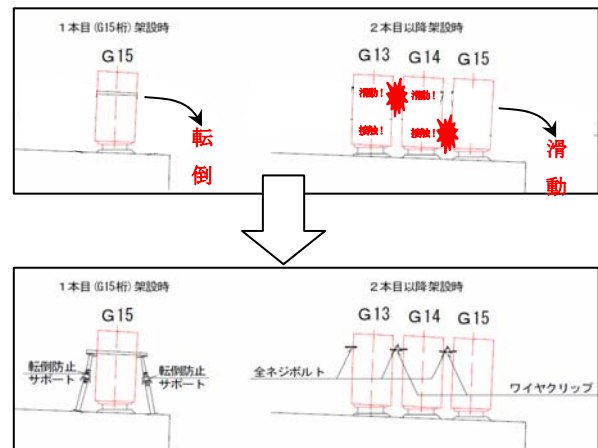 1本目(G15桁)架設時
G15
転
倒
2本目以降架設時
G13 G14 G15
滑動! 滑動!
接触! 接触!
滑
動
1本目(G15桁)架設時
G15
転倒防止
サポート
転倒防止
サポート
2本目以降架設時
G13 G14 G15
全ネジボルト
ワイヤクリップ